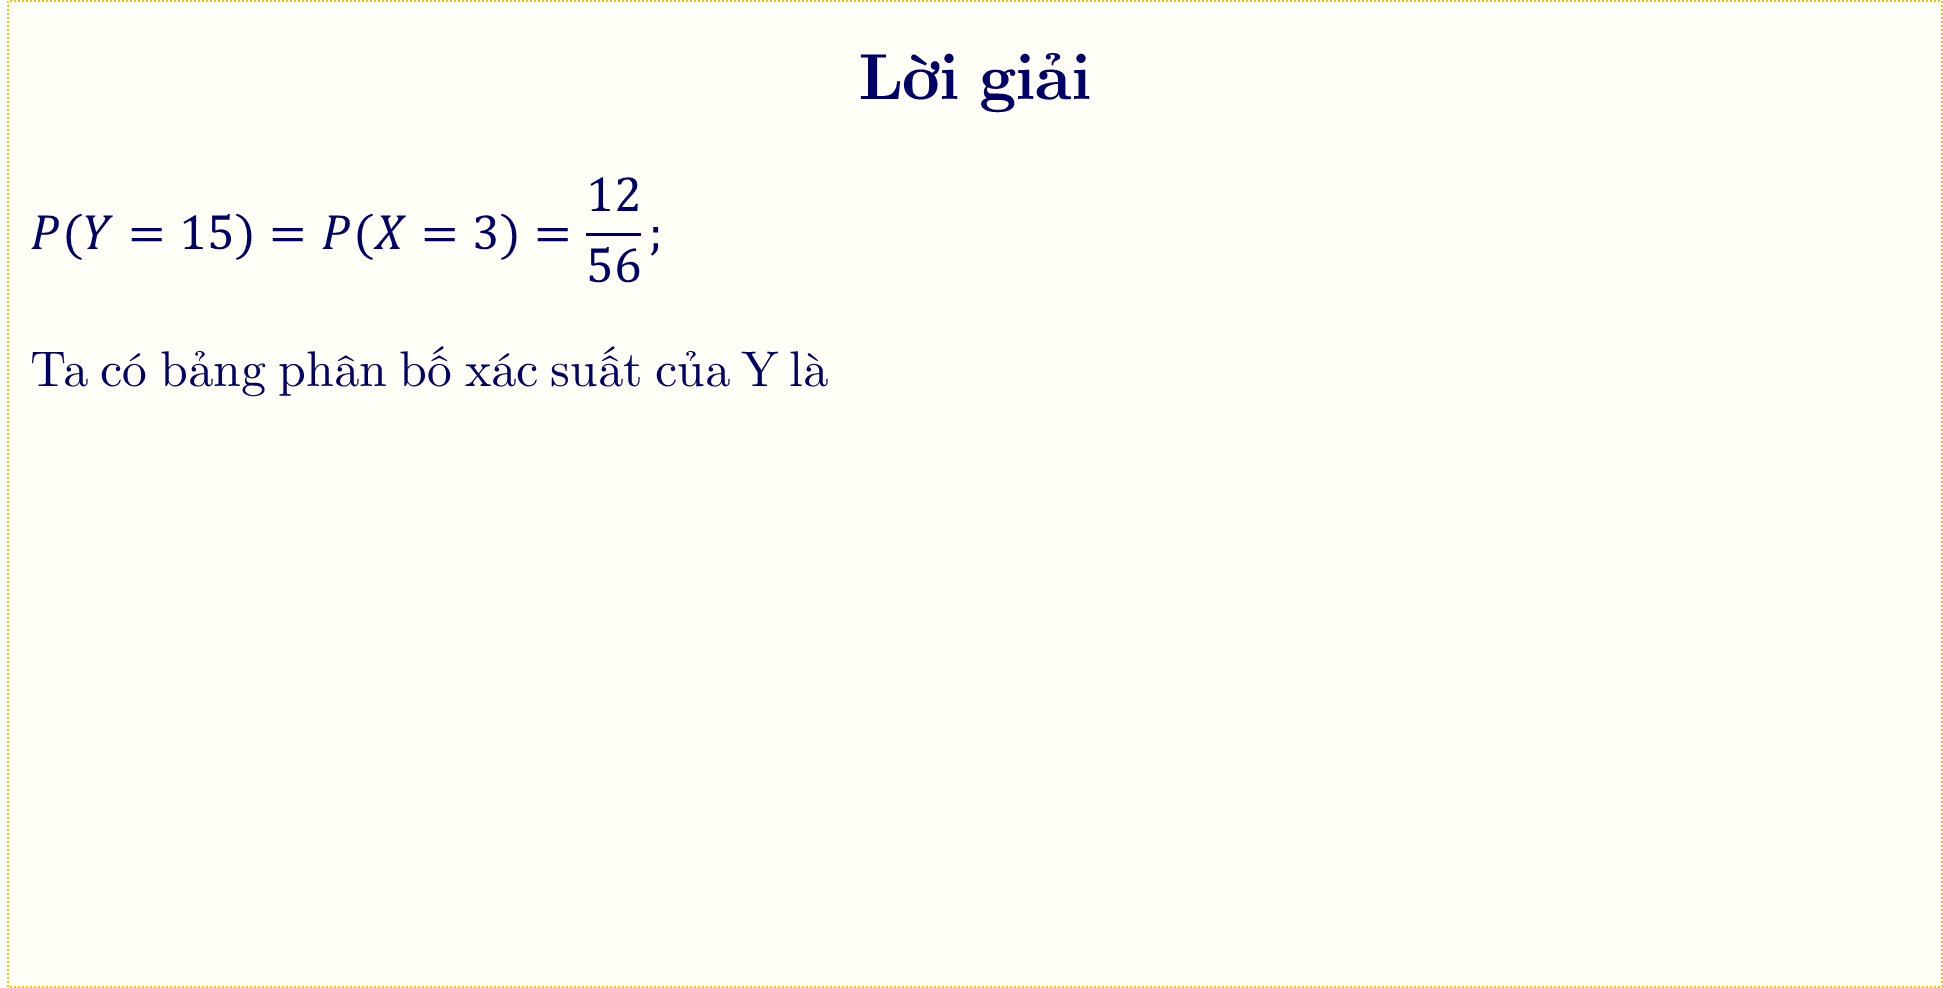 Lời giải
P(Y = 15) = P(X = 3) = 12/56;
Ta có bảng phân bố xác suất của Y là